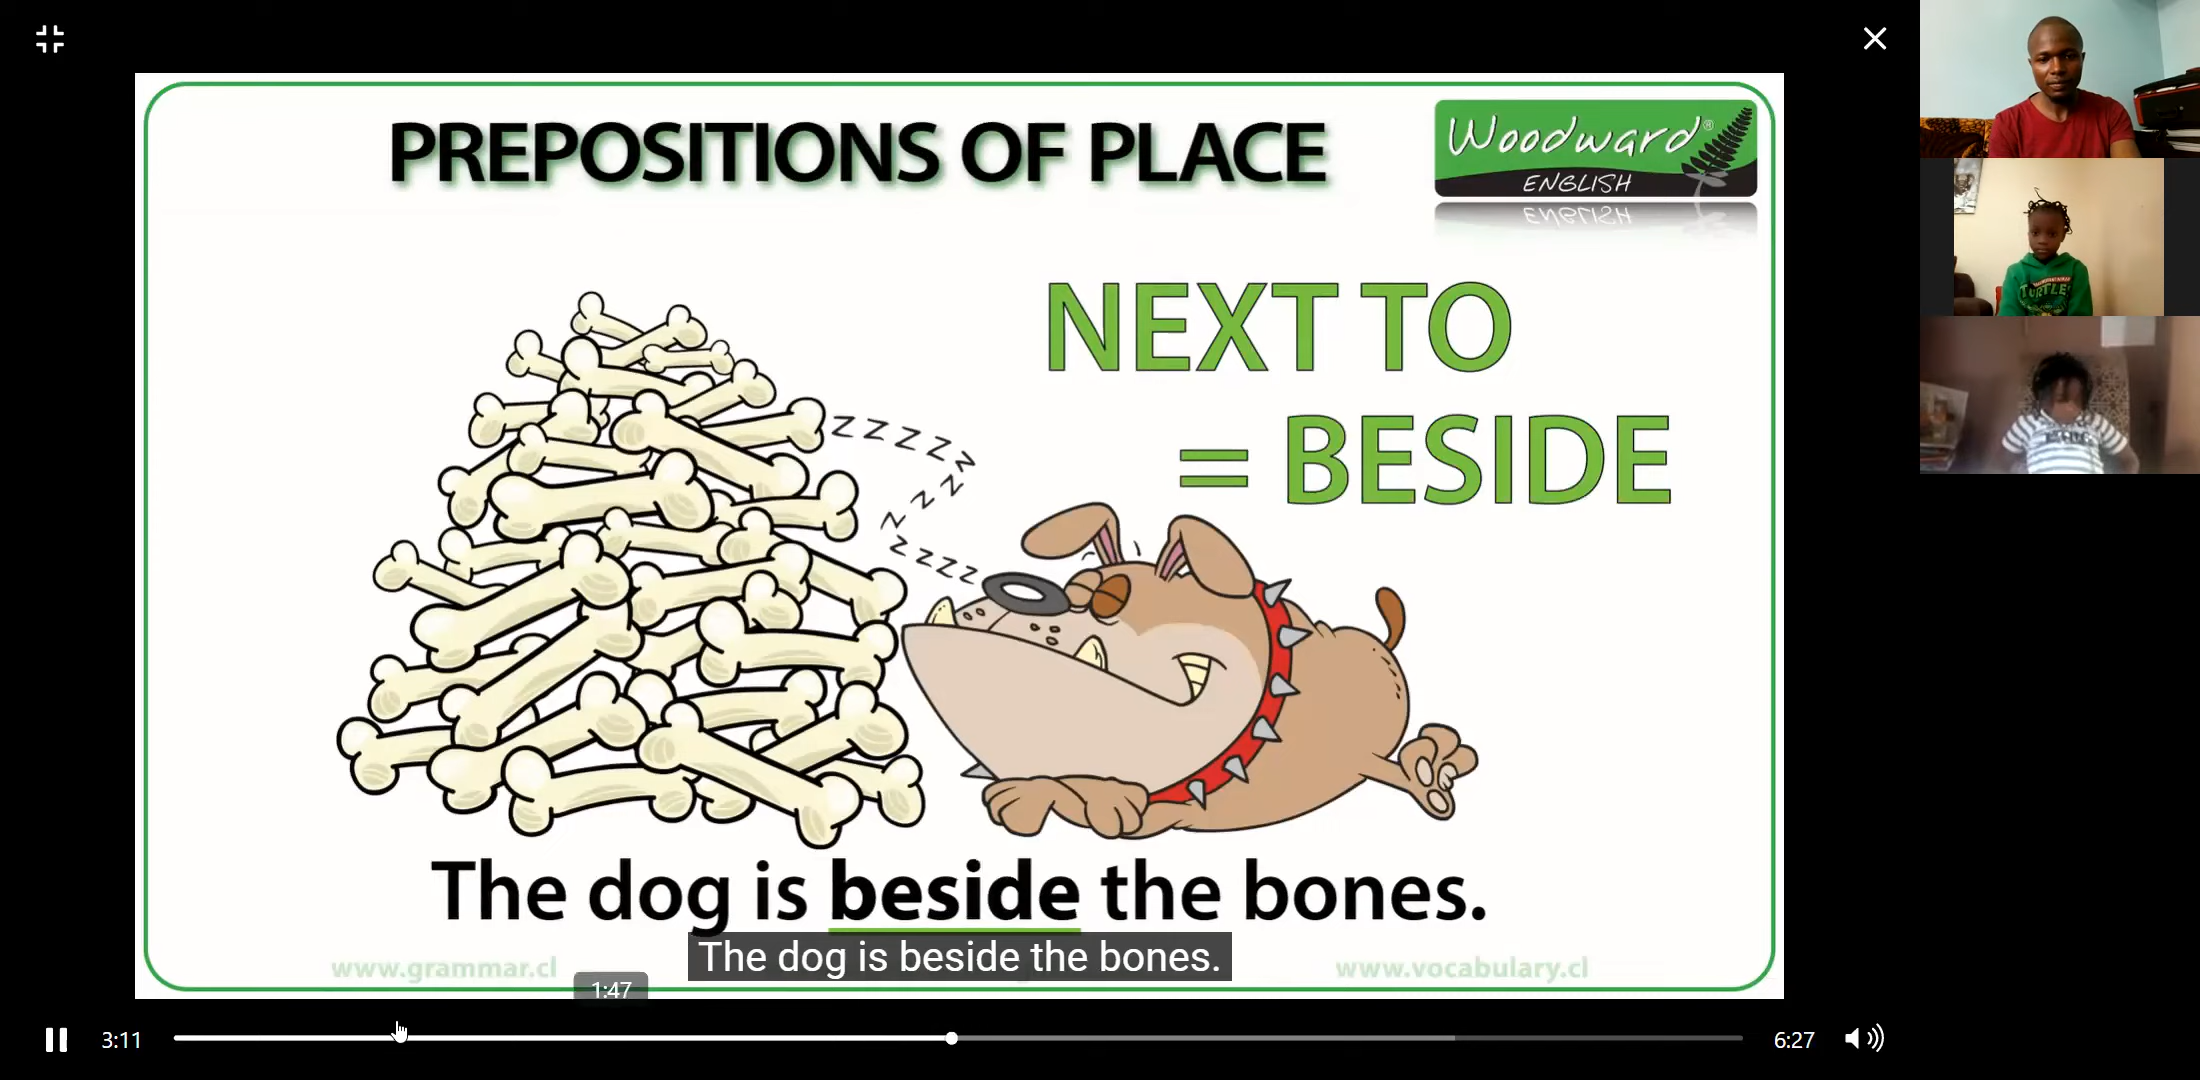 PREPOSITIONS OF PLACE
Woodward®
ENGLISH
NEXT TO
= BESIDE
zzzzz
zzz
zzzz
The dog is beside the bones.
The dog is beside the bones.
www.grammar.cl
www.vocabulary.cl
1:47
3:11
6:27
TURTLE